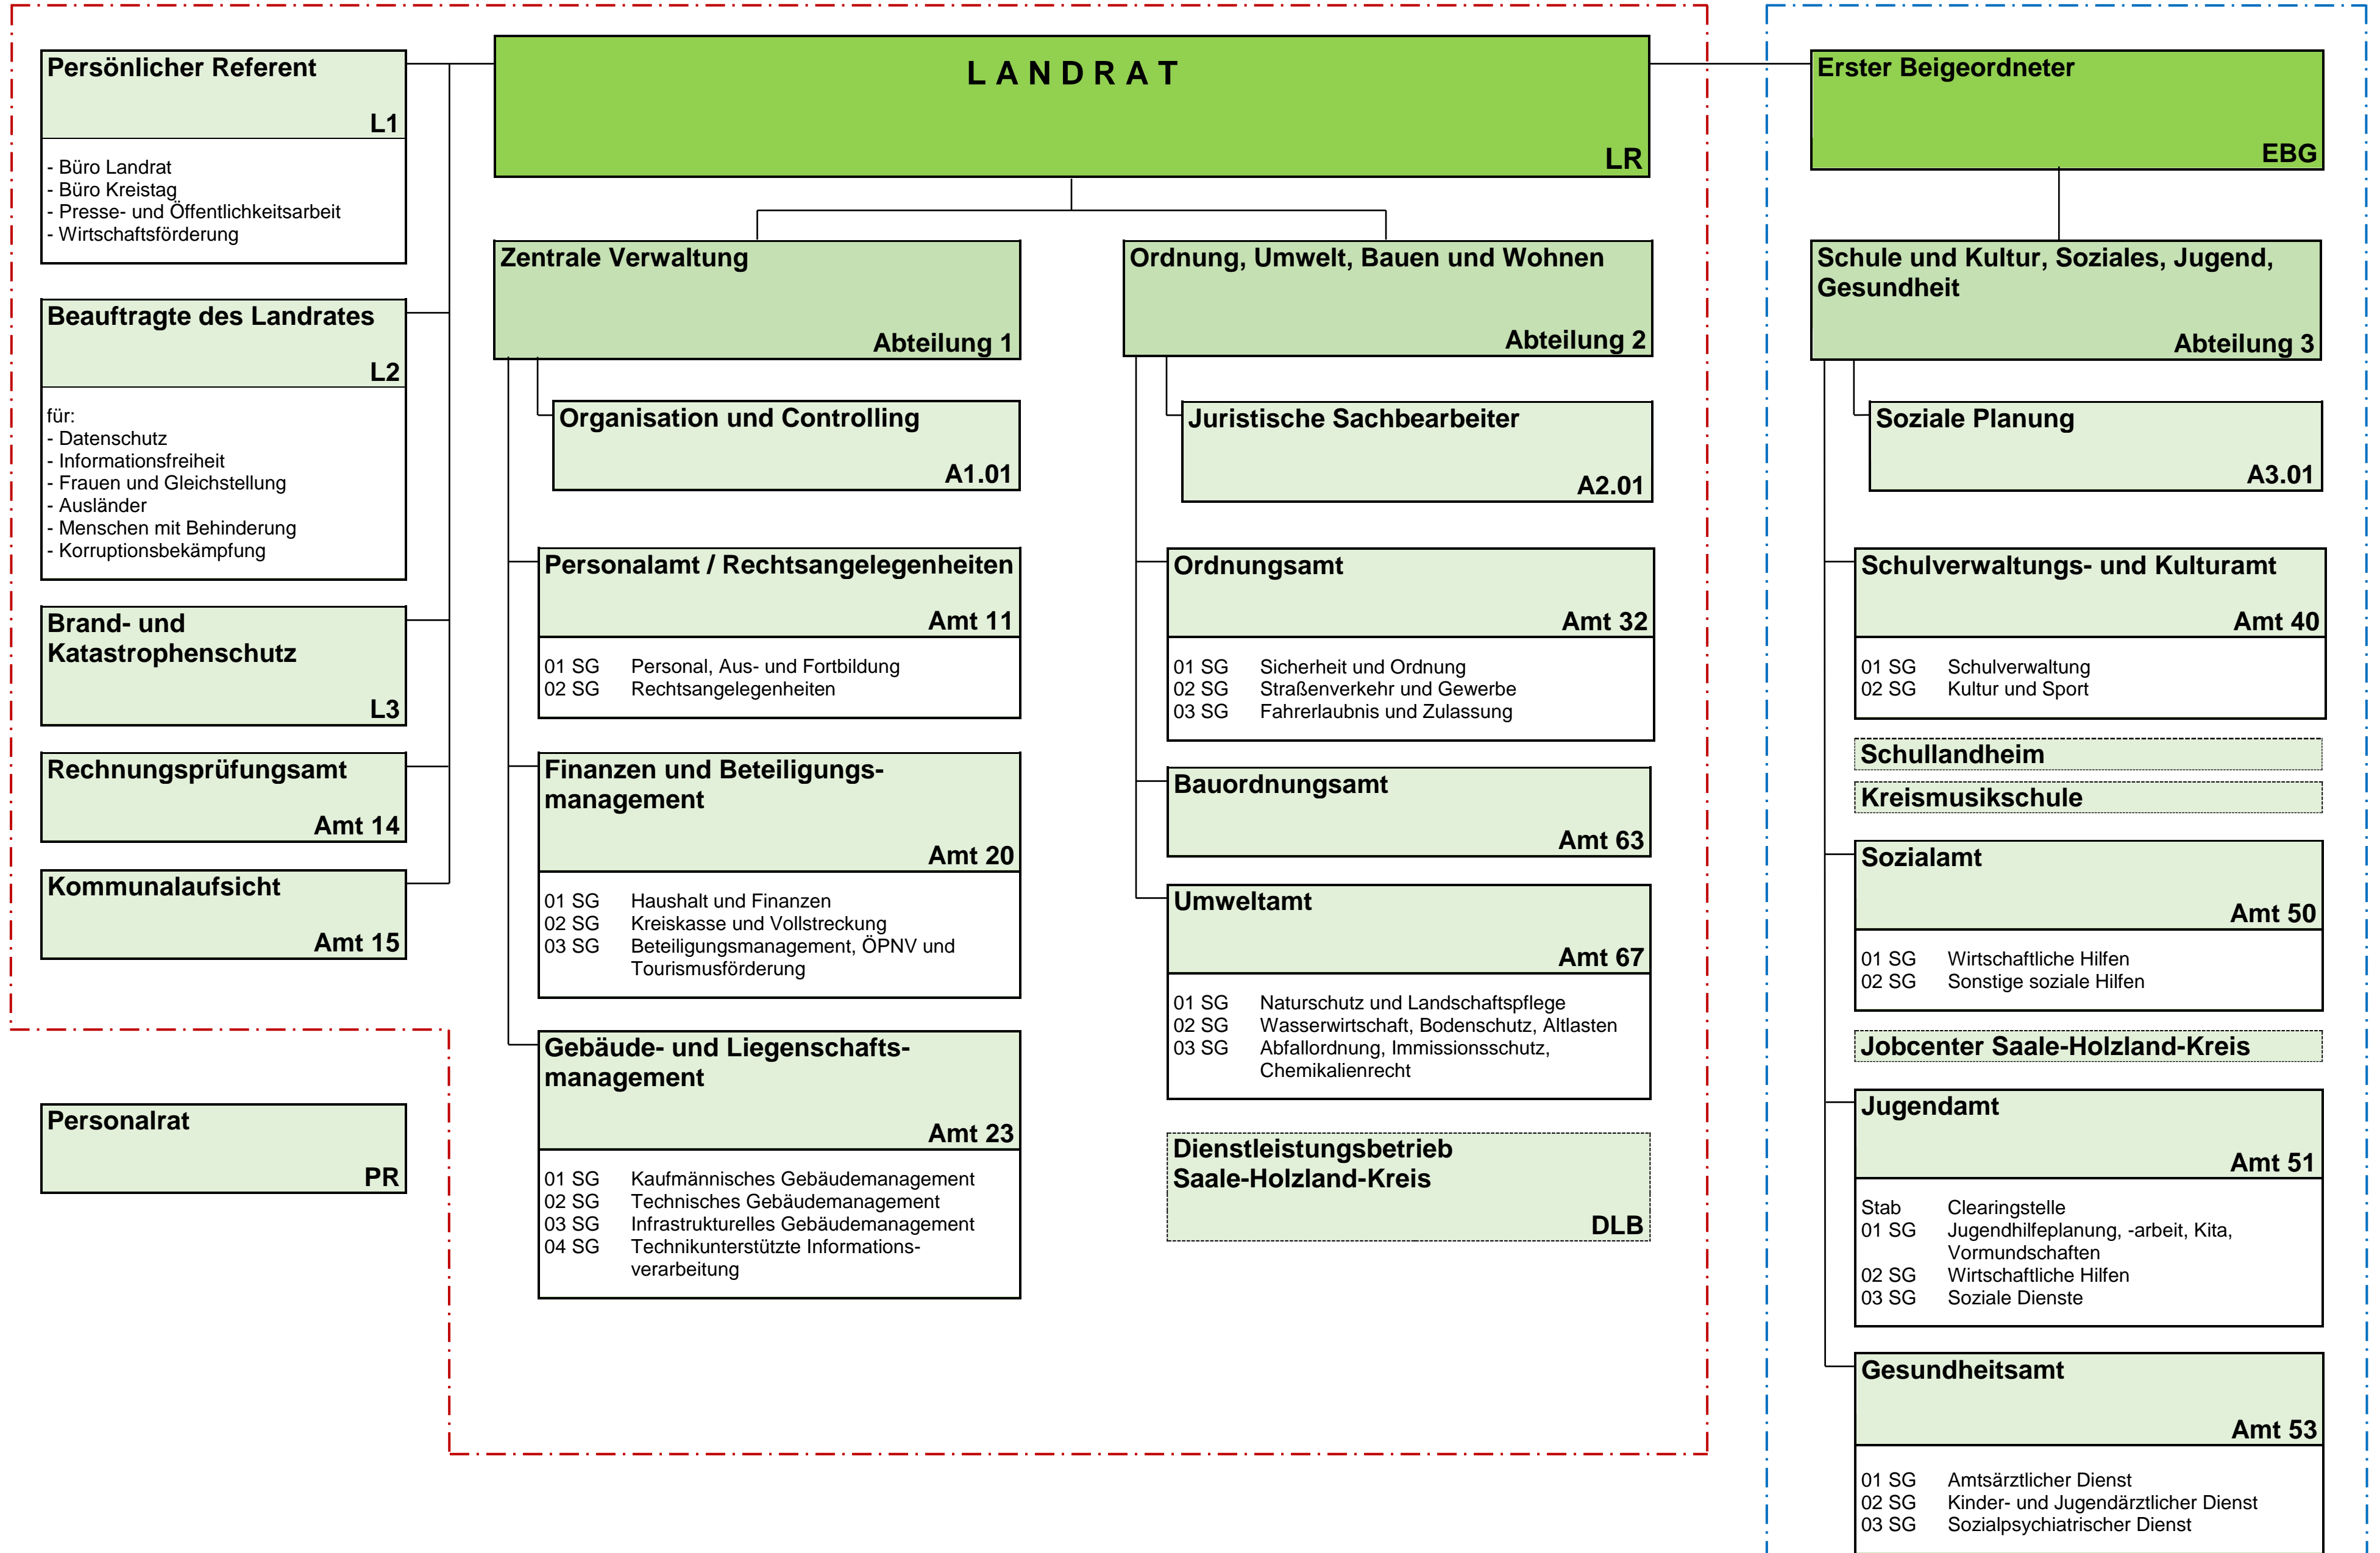 Persönlicher Referent
L1
- Büro Landrat
- Büro Kreistag
- Presse- und Öffentlichkeitsarbeit
- Wirtschaftsförderung
Beauftragte des Landrates
L2
für:
- Datenschutz
- Informationsfreiheit
- Frauen und Gleichstellung
- Ausländer
- Menschen mit Behinderung
- Korruptionsbekämpfung
Brand- und
Katastrophenschutz
L3
Rechnungsprüfungsamt
Amt 14
Kommunalaufsicht
Amt 15
Personalrat
PR
LANDRAT
LR
Zentrale Verwaltung
Abteilung 1
Organisation und Controlling
A1.01
Personalamt / Rechtsangelegenheiten
Amt 11
01 SG Personal, Aus- und Fortbildung
02 SG Rechtsangelegenheiten
Finanzen und Beteiligungs-
management
Amt 20
01 SG Haushalt und Finanzen
02 SG Kreiskasse und Vollstreckung
03 SG Beteiligungsmanagement, ÖPNV und
Tourismusförderung
Gebäude- und Liegenschafts-
management
Amt 23
01 SG Kaufmännisches Gebäudemanagement
02 SG Technisches Gebäudemanagement
03 SG Infrastrukturelles Gebäudemanagement
04 SG Technikunterstützte Informations-
verarbeitung
Ordnung, Umwelt, Bauen und Wohnen
Abteilung 2
Juristische Sachbearbeiter
A2.01
Ordnungsamt
Amt 32
01 SG Sicherheit und Ordnung
02 SG Straßenverkehr und Gewerbe
03 SG Fahrerlaubnis und Zulassung
Bauordnungsamt
Amt 63
Umweltamt
Amt 67
01 SG Naturschutz und Landschaftspflege
02 SG Wasserwirtschaft, Bodenschutz, Altlasten
03 SG Abfallordnung, Immissionsschutz,
Chemikalienrecht
Dienstleistungsbetrieb
Saale-Holzland-Kreis
DLB
Erster Beigeordneter
EBG
Schule und Kultur, Soziales, Jugend,
Gesundheit
Abteilung 3
Soziale Planung
A3.01
Schulverwaltungs- und Kulturamt
Amt 40
01 SG Schulverwaltung
02 SG Kultur und Sport
Schullandheim
Kreismusikschule
Sozialamt
Amt 50
01 SG Wirtschaftliche Hilfen
02 SG Sonstige soziale Hilfen
Jobcenter Saale-Holzland-Kreis
Jugendamt
Amt 51
Stab Clearingstelle
01 SG Jugendhilfeplanung, -arbeit, Kita,
Vormundschaften
02 SG Wirtschaftliche Hilfen
03 SG Soziale Dienste
Gesundheitsamt
Amt 53
01 SG Amtsärztlicher Dienst
02 SG Kinder- und Jugendärztlicher Dienst
03 SG Sozialpsychiatrischer Dienst